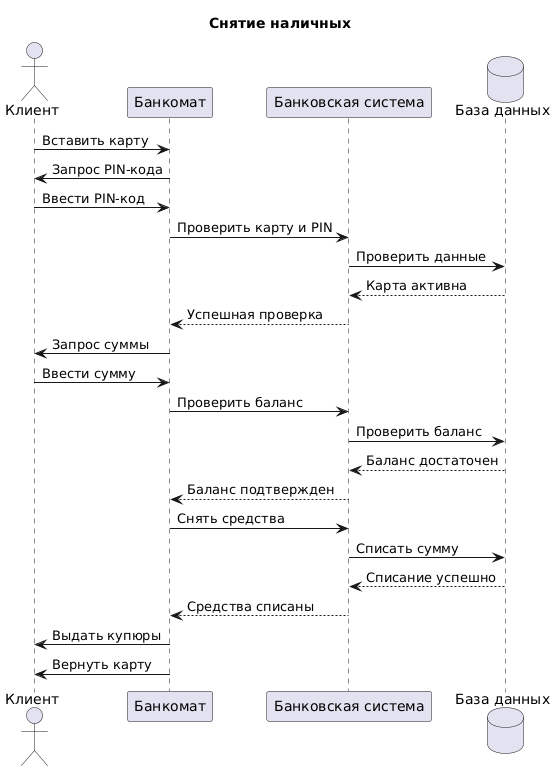 Снятие наличных
Клиент
Банкомат
Банковская система
База данных
Вставить карту
Запрос PIN-кода
Ввести PIN-код
Проверить карту и PIN
Проверить данные
Карта активна
Успешная проверка
Запрос суммы
Ввести сумму
Проверить баланс
Проверить баланс
Баланс достаточен
Баланс подтвержден
Снять средства
Списать сумму
Списание успешно
Средства списаны
Выдать купюры
Вернуть карту
Клиент
Банкомат
Банковская система
База данных